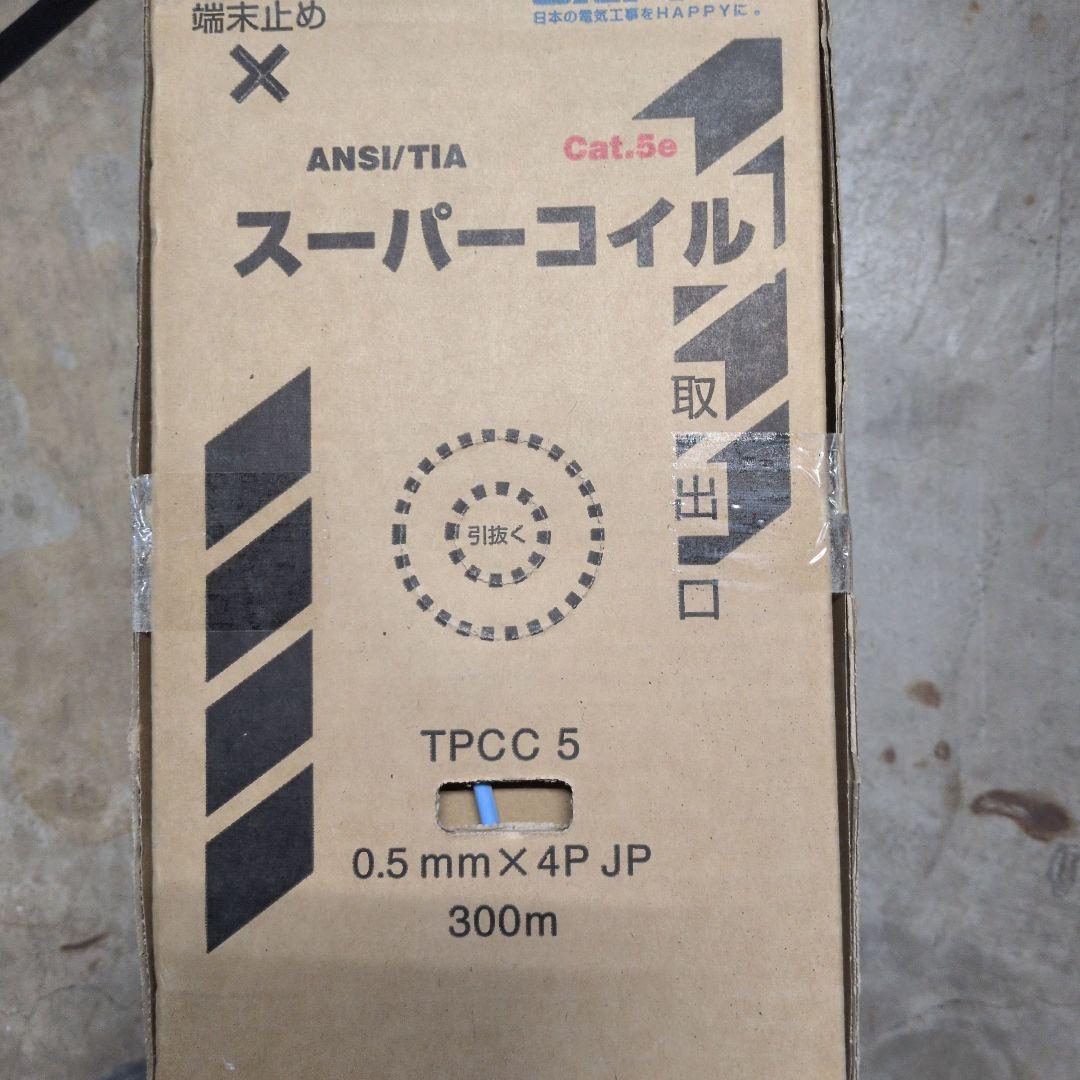 端末止め
日本の電気工事をHAPPYに。
ANSI/TIA
Cat.5e
スーパーコイル
取り出し口
引抜く
TPCC 5
0.5 mm×4P JP
300m